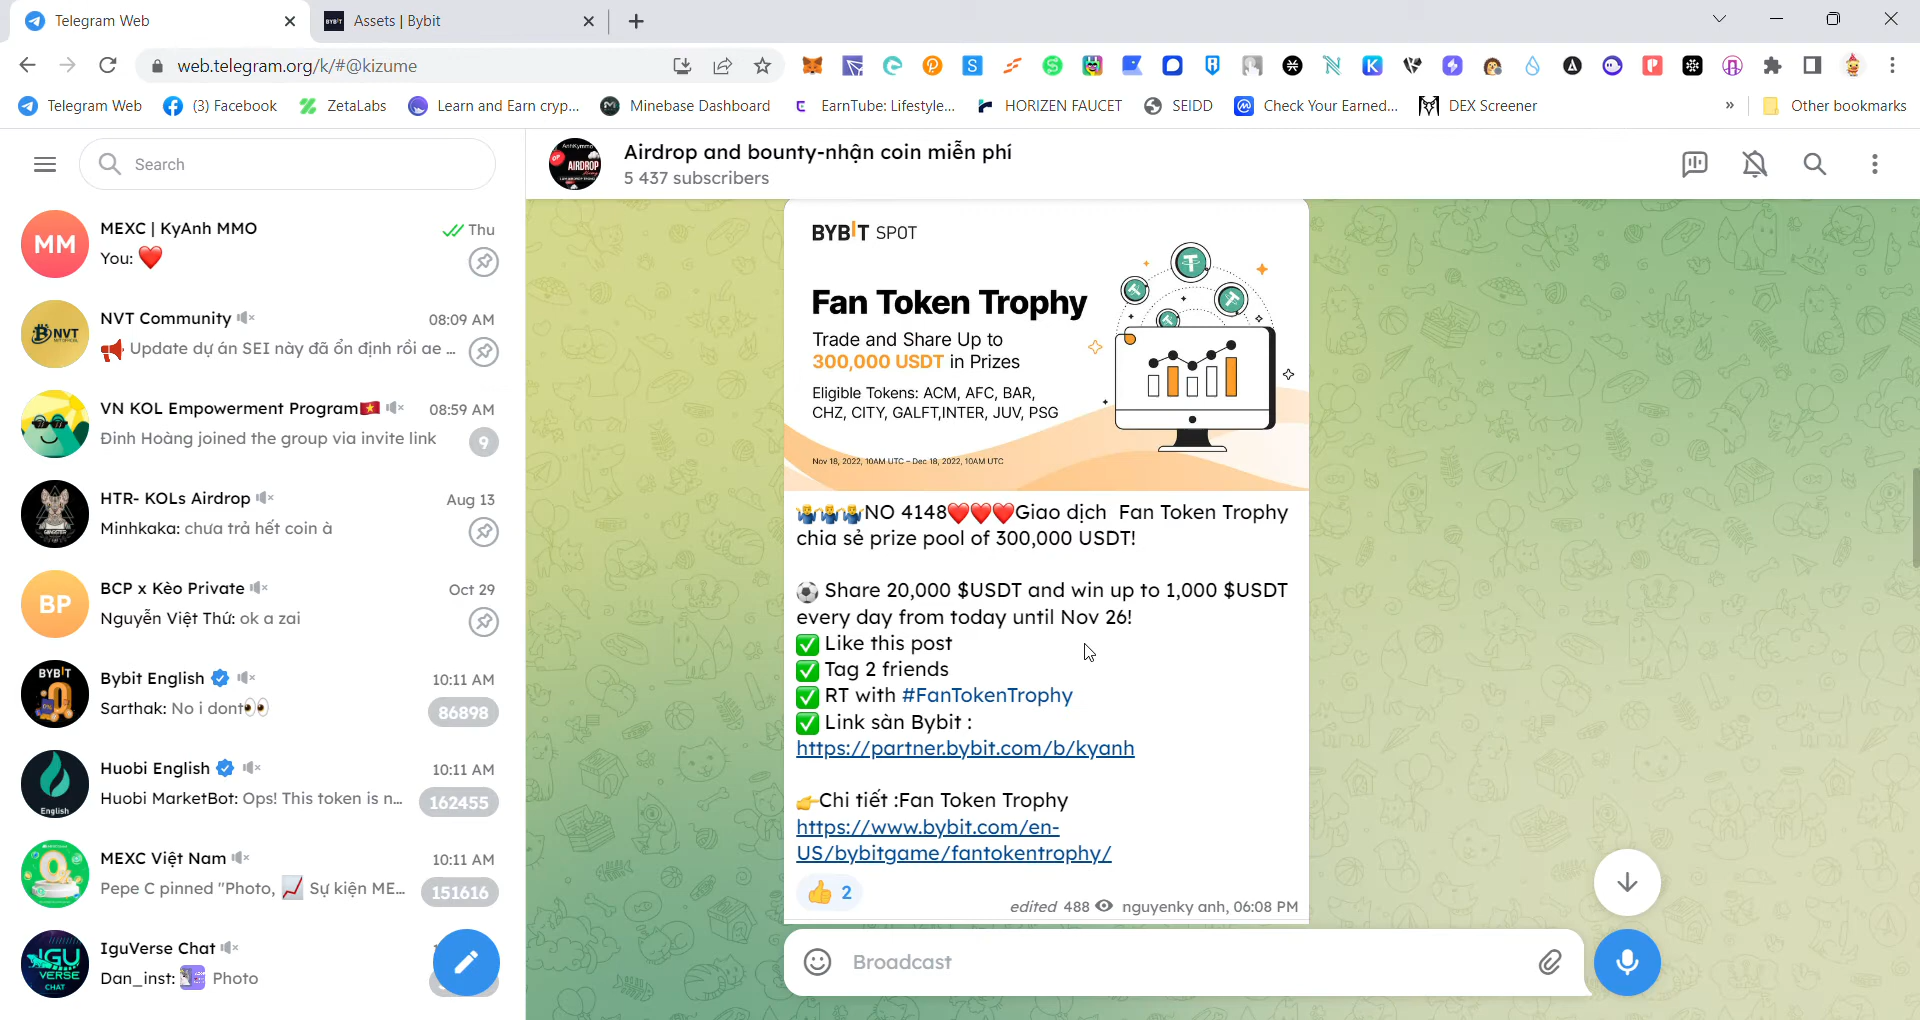 Telegram Web
Assets | Bybit
web.telegram.org/k/#@kizume
Telegram Web
(3) Facebook
ZetaLabs
Learn and Earn cryp...
Minebase Dashboard
EarnTube: Lifestyle...
HORIZEN FAUCET
SEIDD
Check Your Earned...
DEX Screener
»
Other bookmarks
Search
MM
MEXC | KyAnh MMO
Thu
You: ❤️
NVT
NVT Community
08:09 AM
📢 Update dự án SEI này đã ổn định rồi ae ...
VN KOL Empowerment Program🇻🇳
08:59 AM
Đinh Hoàng joined the group via invite link
9
HTR- KOLs Airdrop
Aug 13
Minhkaka: chưa trả hết coin à
BP
BCP x Kèo Private
Oct 29
Nguyễn Việt Thứ: ok a zai
BYBIT
Bybit English
10:11 AM
Sarthak: No i dont👀
86898
English
Huobi English
10:11 AM
Huobi MarketBot: Ops! This token is n...
162455
MEXC Việt Nam
10:11 AM
Pepe C pinned "Photo, 📈 Sự kiện ME...
151616
IGU
VERSE
CHAT
IguVerse Chat
Dan_inst: Photo
AIRDROP
Airdrop and bounty-nhận coin miễn phí
5 437 subscribers
BYBIT SPOT
Fan Token Trophy
Trade and Share Up to
300,000 USDT in Prizes
Eligible Tokens: ACM, AFC, BAR,
CHZ, CITY, GALFT,INTER, JUV, PSG
Nov 18, 2022, 10AM UTC – Dec 18, 2022, 10AM UTC
🤷‍♂️🤷‍♂️🤷‍♂️NO 4148❤️❤️❤️Giao dịch Fan Token Trophy
chia sẻ prize pool of 300,000 USDT!
⚽ Share 20,000 $USDT and win up to 1,000 $USDT
every day from today until Nov 26!
✅ Like this post
✅ Tag 2 friends
✅ RT with #FanTokenTrophy
✅ Link sàn Bybit :
https://partner.bybit.com/b/kyanh
👉Chi tiết :Fan Token Trophy
https://www.bybit.com/en-
US/bybitgame/fantokentrophy/
👍 2
edited 488 nguyenky anh, 06:08 PM
Broadcast